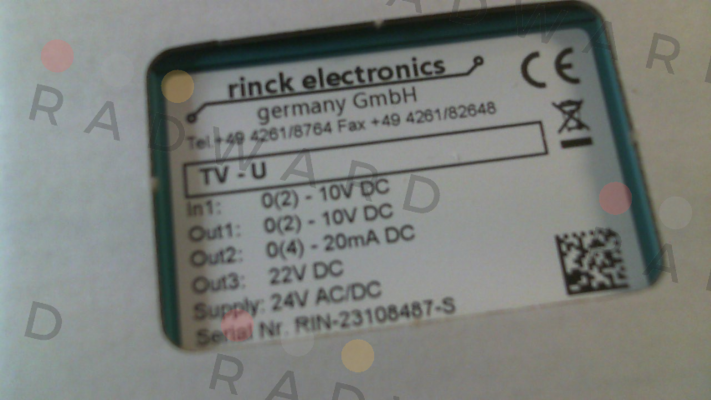 rinck electronics
germany GmbH
Tel.+49 4261/8764 Fax +49 4261/82648
CE
TV - U
In1: 0(2) - 10V DC
Out1: 0(2) - 10V DC
Out2: 0(4) - 20mA DC
Out3: 22V DC
Supply: 24V AC/DC
Serial Nr. RIN-23108487-S
RADWARD